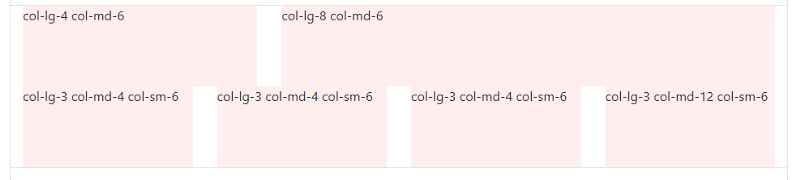 col-lg-4 col-md-6
col-lg-8 col-md-6
col-lg-3 col-md-4 col-sm-6
col-lg-3 col-md-4 col-sm-6
col-lg-3 col-md-4 col-sm-6
col-lg-3 col-md-12 col-sm-6